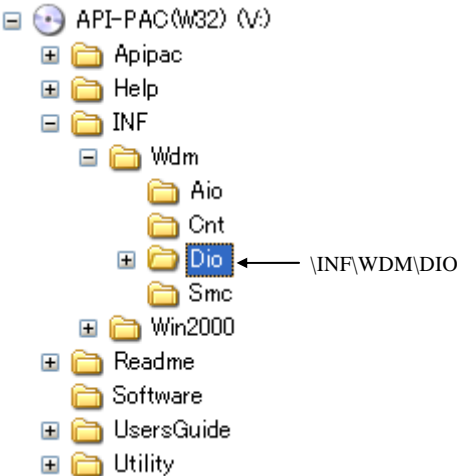 API-PAC(W32) (V:)
Apipac
Help
INF
Wdm
Aio
Cnt
Dio \INF\WDM\DIO
Smc
Win2000
Readme
Software
UsersGuide
Utility